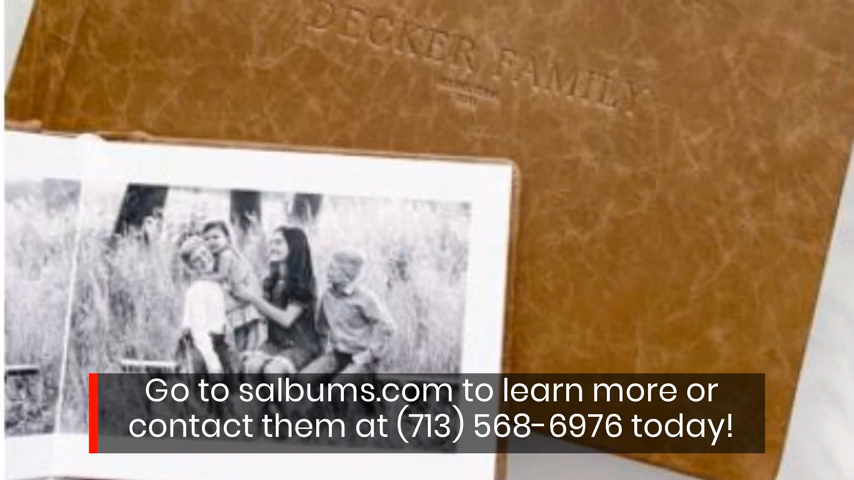 DECKER FAMILY
Go to salbums.com to learn more or
contact them at (713) 568-6976 today!